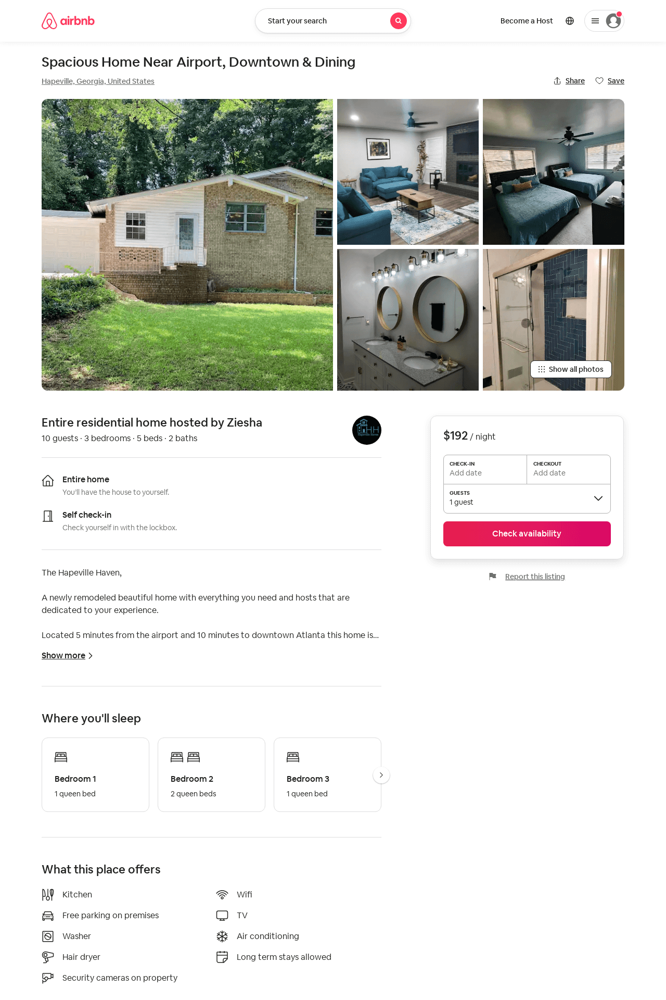 airbnb
Start your search
Become a Host
Spacious Home Near Airport, Downtown & Dining
Hapeville, Georgia, United States
Share
Save
Show all photos
Entire residential home hosted by Ziesha
10 guests · 3 bedrooms · 5 beds · 2 baths
HH
Hapeville Haven
$192 / night
CHECK-IN
Add date
CHECKOUT
Add date
GUESTS
1 guest
Check availability
Report this listing
Entire home
You’ll have the house to yourself.
Self check-in
Check yourself in with the lockbox.
The Hapeville Haven,
A newly remodeled beautiful home with everything you need and hosts that are
dedicated to your experience.
Located 5 minutes from the airport and 10 minutes to downtown Atlanta this home is...
Show more
Where you'll sleep
Bedroom 1
1 queen bed
Bedroom 2
2 queen beds
Bedroom 3
1 queen bed
What this place offers
Kitchen
Wifi
Free parking on premises
TV
Washer
Air conditioning
Hair dryer
Long term stays allowed
Security cameras on property